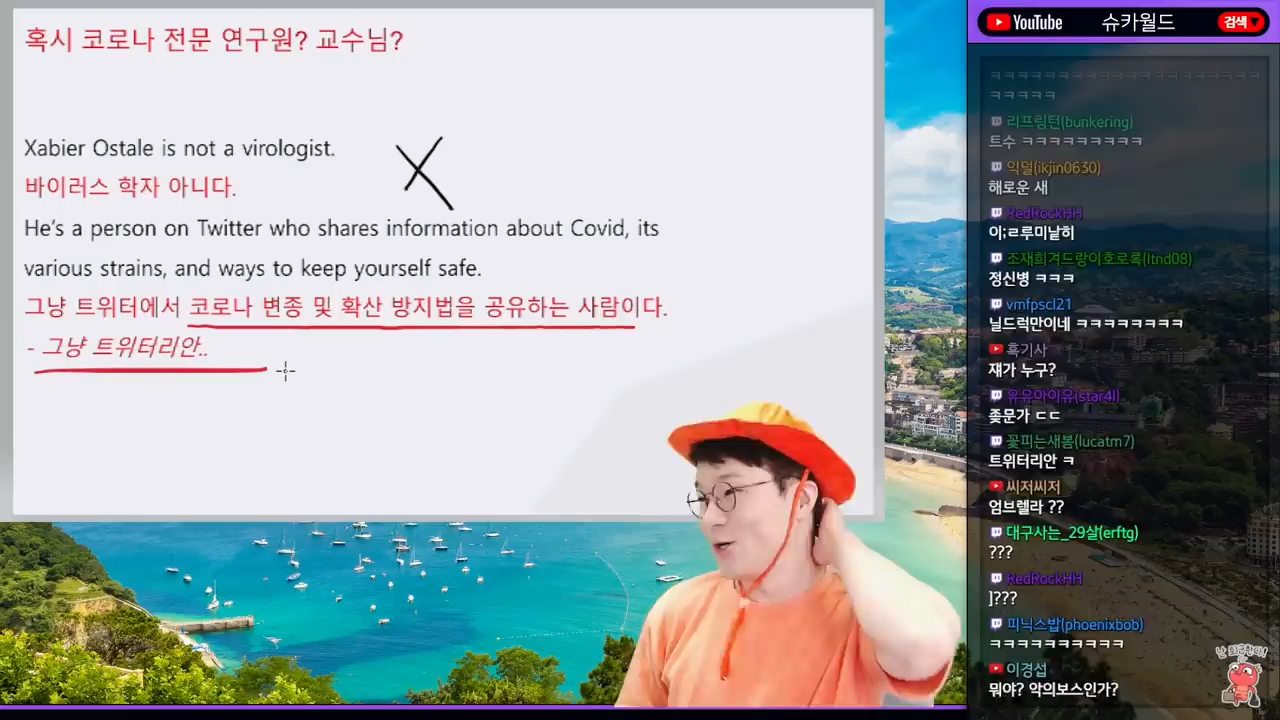 혹시 코로나 전문 연구원? 교수님?
Xabier Ostale is not a virologist.
바이러스 학자 아니다.
He's a person on Twitter who shares information about Covid, its
various strains, and ways to keep yourself safe.
그냥 트위터에서 코로나 변종 및 확산 방지법을 공유하는 사람이다.
- 그냥 트위터리안..
YouTube 슈카월드 검색
ㅋㅋㅋㅋㅋㅋㅋㅋㅋㅋㅋㅋㅋㅋㅋㅋㅋㅋㅋㅋ
ㅋㅋㅋㅋㅋ
리프링턴(bunkering)
트수 ㅋㅋㅋㅋㅋㅋㅋㅋㅋ
익덜(ikjin0630)
해로운 새
RedRockHH
이;ㄹ루미낱히
조재희겨드랑이호로록(ltnd08)
정신병 ㅋㅋㅋ
vmfpscl21
닐드럭만이네 ㅋㅋㅋㅋㅋㅋㅋㅋ
흑기사
쟤가 누구?
유유아이유(star4l)
좆문가 ㄷㄷ
꽃피는새봄(lucatm7)
트위터리안 ㅋ
씨저씨저
엄브렐라 ??
대구사는_29살(erftg)
???
RedRockHH
]???
피닉스밥(phoenixbob)
ㅋㅋㅋㅋㅋㅋㅋㅋㅋㅋ
이경섭
뭐야? 악의보스인가?